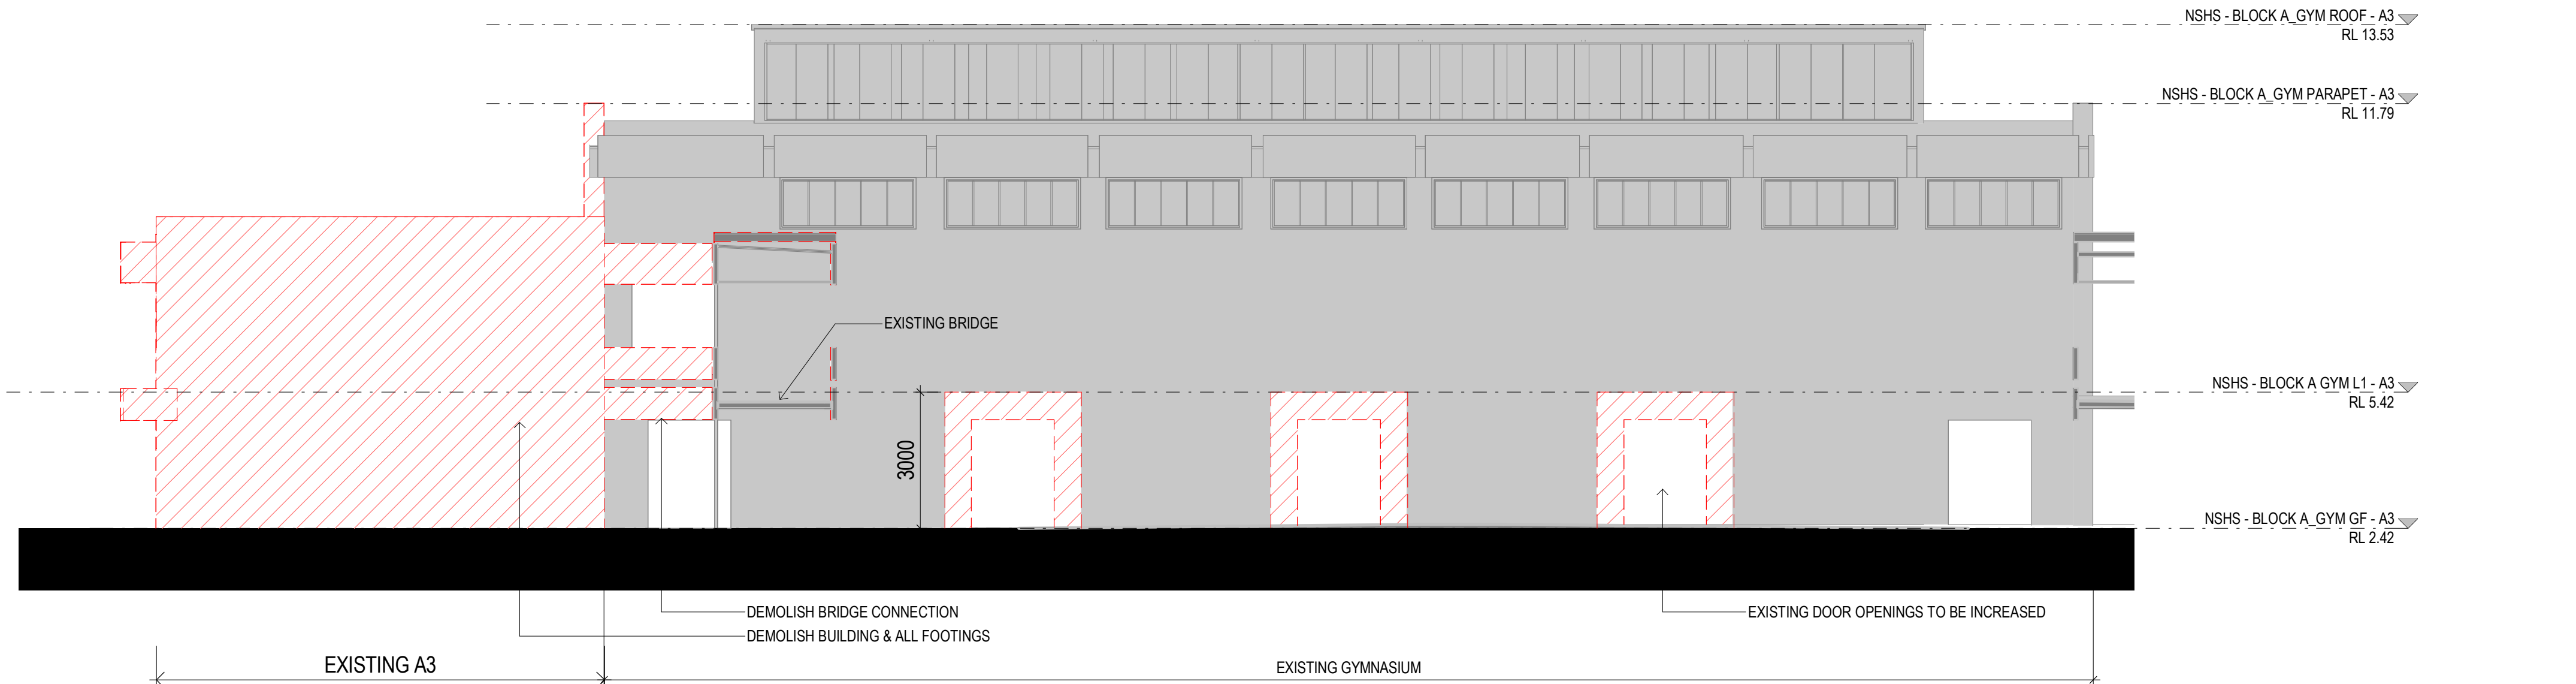 NSHS - BLOCK A_GYM ROOF - A3
RL 13.53
NSHS - BLOCK A_GYM PARAPET - A3
RL 11.79
EXISTING BRIDGE
NSHS - BLOCK A GYM L1 - A3
RL 5.42
3000
NSHS - BLOCK A_GYM GF - A3
RL 2.42
DEMOLISH BRIDGE CONNECTION
EXISTING DOOR OPENINGS TO BE INCREASED
DEMOLISH BUILDING & ALL FOOTINGS
EXISTING A3
EXISTING GYMNASIUM